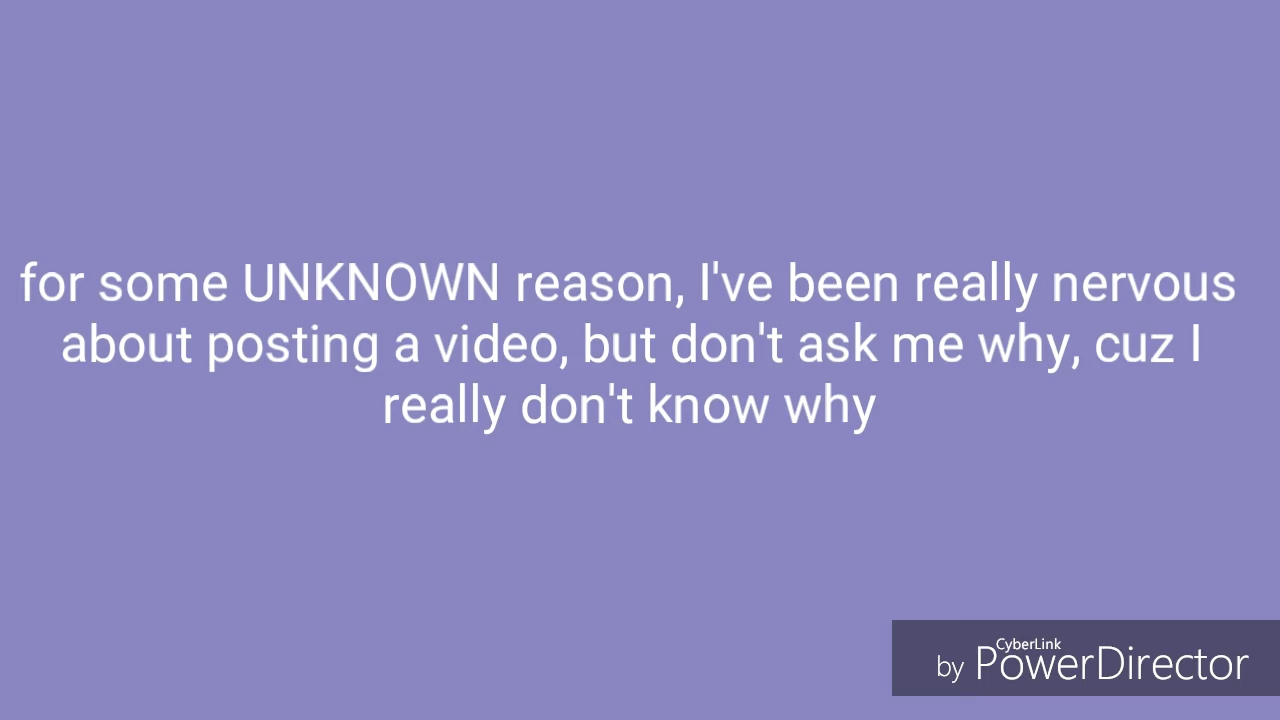 for some UNKNOWN reason, I've been really nervous
about posting a video, but don't ask me why, cuz I
really don't know why
CyberLink
by PowerDirector